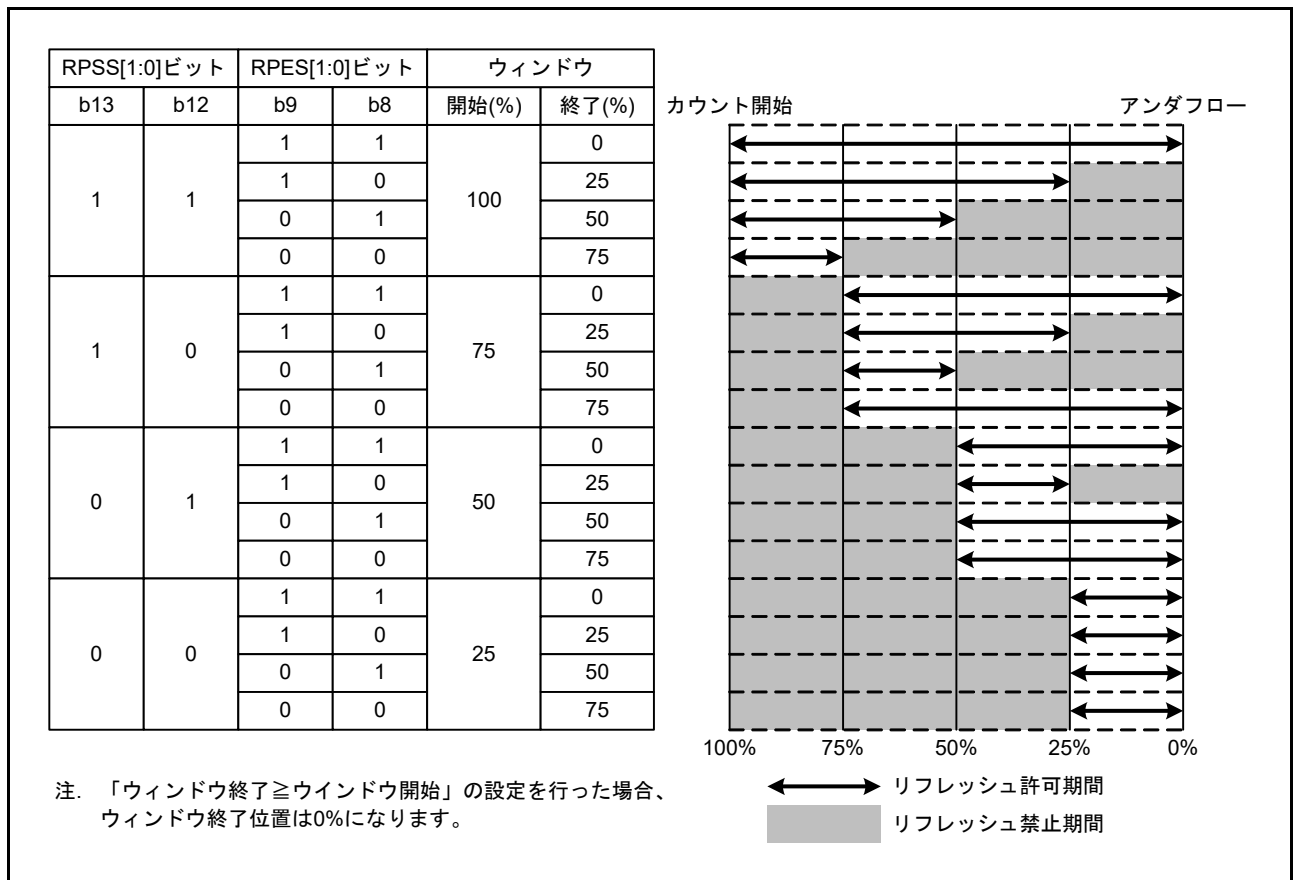 RPSS[1:0]ビット RPES[1:0]ビット ウィンドウ
b13 b12 b9 b8 開始(%) 終了(%) カウント開始 アンダフロー
1 1 0
1 0 25
1 1 100
0 1 50
0 0 75
1 1 0
1 0 25
1 0 75
0 1 50
0 0 75
1 1 0
1 0 25
0 1 50
0 1 50
0 0 75
1 1 0
1 0 25
0 0 25
0 1 50
0 0 75
100% 75% 50% 25% 0%
注. 「ウィンドウ終了≧ウインドウ開始」の設定を行った場合、
ウィンドウ終了位置は0%になります。
リフレッシュ許可期間
リフレッシュ禁止期間